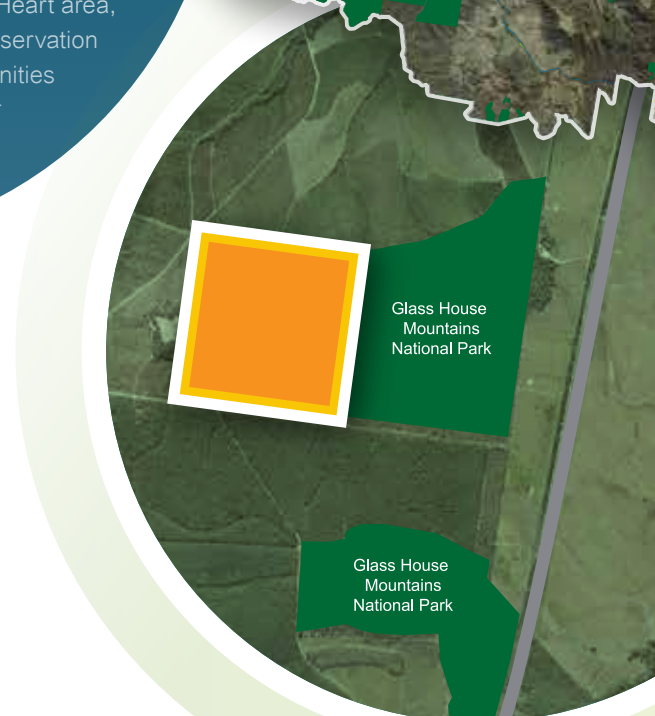 Heart area,
servation
nities
Glass House
Mountains
National Park
Glass House
Mountains
National Park